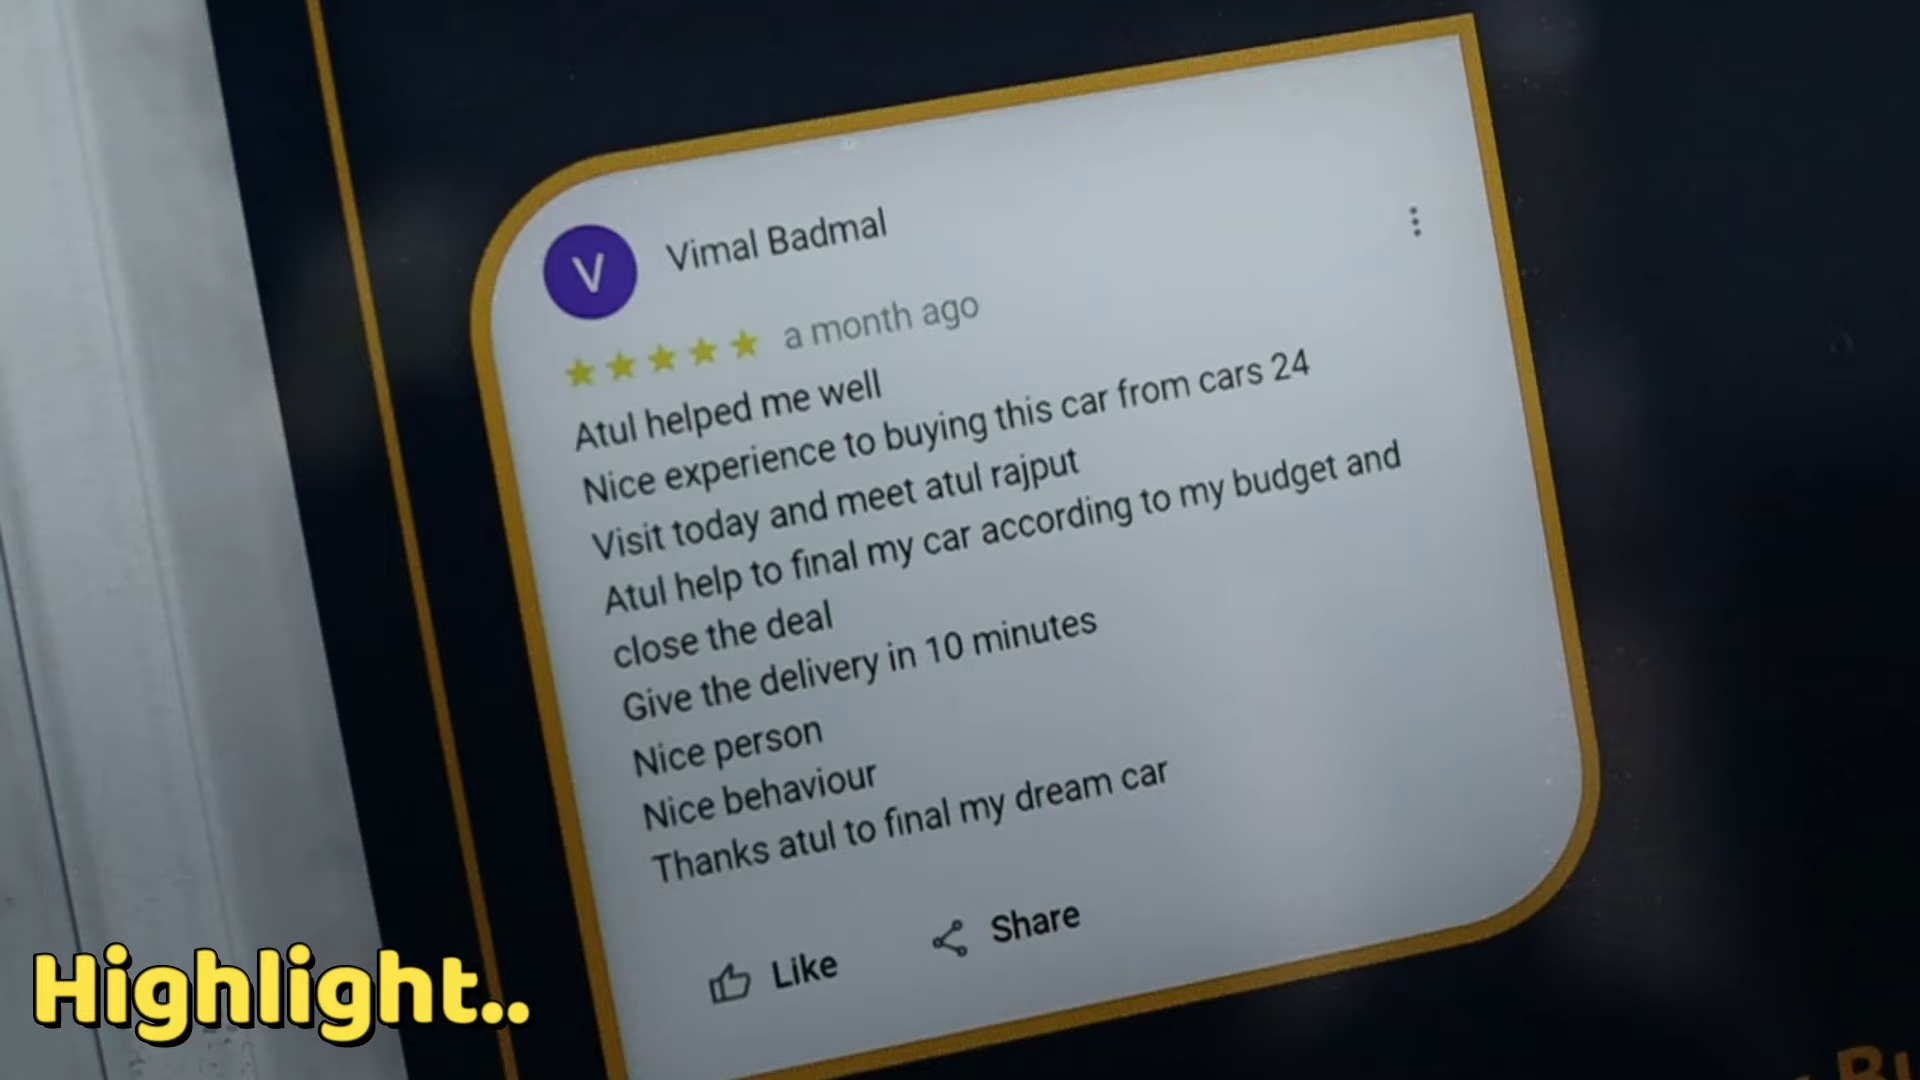 V
Vimal Badmal
a month ago
Atul helped me well
Nice experience to buying this car from cars 24
Visit today and meet atul rajput
Atul help to final my car according to my budget and
close the deal
Give the delivery in 10 minutes
Nice person
Nice behaviour
Thanks atul to final my dream car
Like
Share
Highlight..